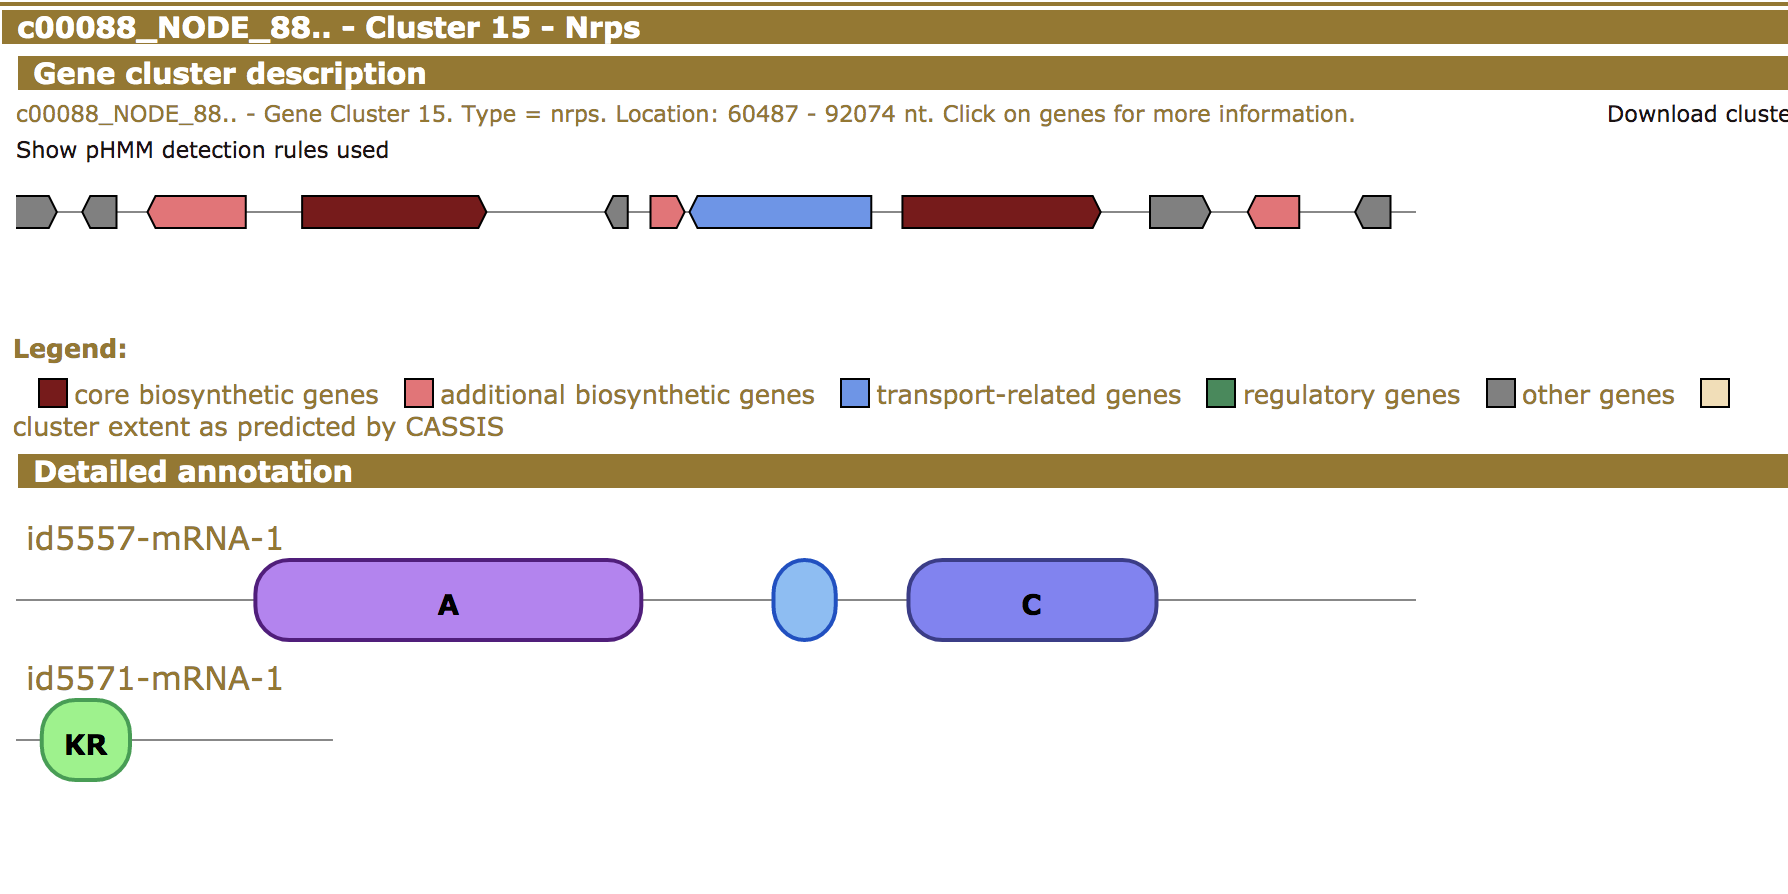 c00088_NODE_88.. - Cluster 15 - Nrps
Gene cluster description
c00088_NODE_88.. - Gene Cluster 15. Type = nrps. Location: 60487 - 92074 nt. Click on genes for more information.
Download cluste
Show pHMM detection rules used
Legend:
core biosynthetic genes additional biosynthetic genes transport-related genes regulatory genes other genes
cluster extent as predicted by CASSIS
Detailed annotation
id5557-mRNA-1
A C
id5571-mRNA-1
KR